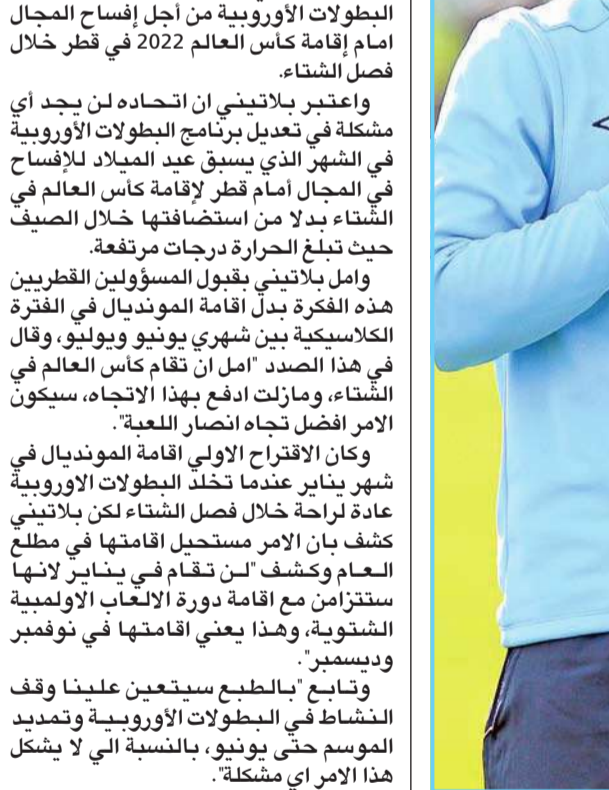 البطولات الأوروبية من أجل إفساح المجال
امام إقامة كأس العالم 2022 في قطر خلال
فصل الشتاء.
واعتبر بلاتيني ان اتحاده لن يجد أي
مشكلة في تعديل برنامج البطولات الأوروبية
في الشهر الذي يسبق عيد الميلاد للإفساح
في المجال أمام قطر لإقامة كأس العالم في
الشتاء بدلا من استضافتها خلال الصيف
حيث تبلغ الحرارة درجات مرتفعة.
وامل بلاتيني بقبول المسؤولين القطريين
هذه الفكرة بدل اقامة المونديال في الفترة
الكلاسيكية بين شهري يونيو ويوليو، وقال
في هذا الصدد "امل ان تقام كأس العالم في
الشتاء، ومازلت ادفع بهذا الاتجاه، سيكون
الامر افضل تجاه انصار اللعبة".
وكان الاقتراح الاولي اقامة المونديال في
شهر يناير عندما تخلد البطولات الاوروبية
عادة لراحة خلال فصل الشتاء لكن بلاتيني
كشف بان الامر مستحيل اقامتها في مطلع
العام وكشف "لن تقام في يناير لانها
ستتزامن مع اقامة دورة الالعاب الاولمبية
الشتوية، وهذا يعني اقامتها في نوفمبر
وديسمبر".
وتابع "بالطبع سيتعين علينا وقف
النشاط في البطولات الأوروبية وتمديد
الموسم حتى يونيو، بالنسبة الي لا يشكل
هذا الامر اي مشكلة".